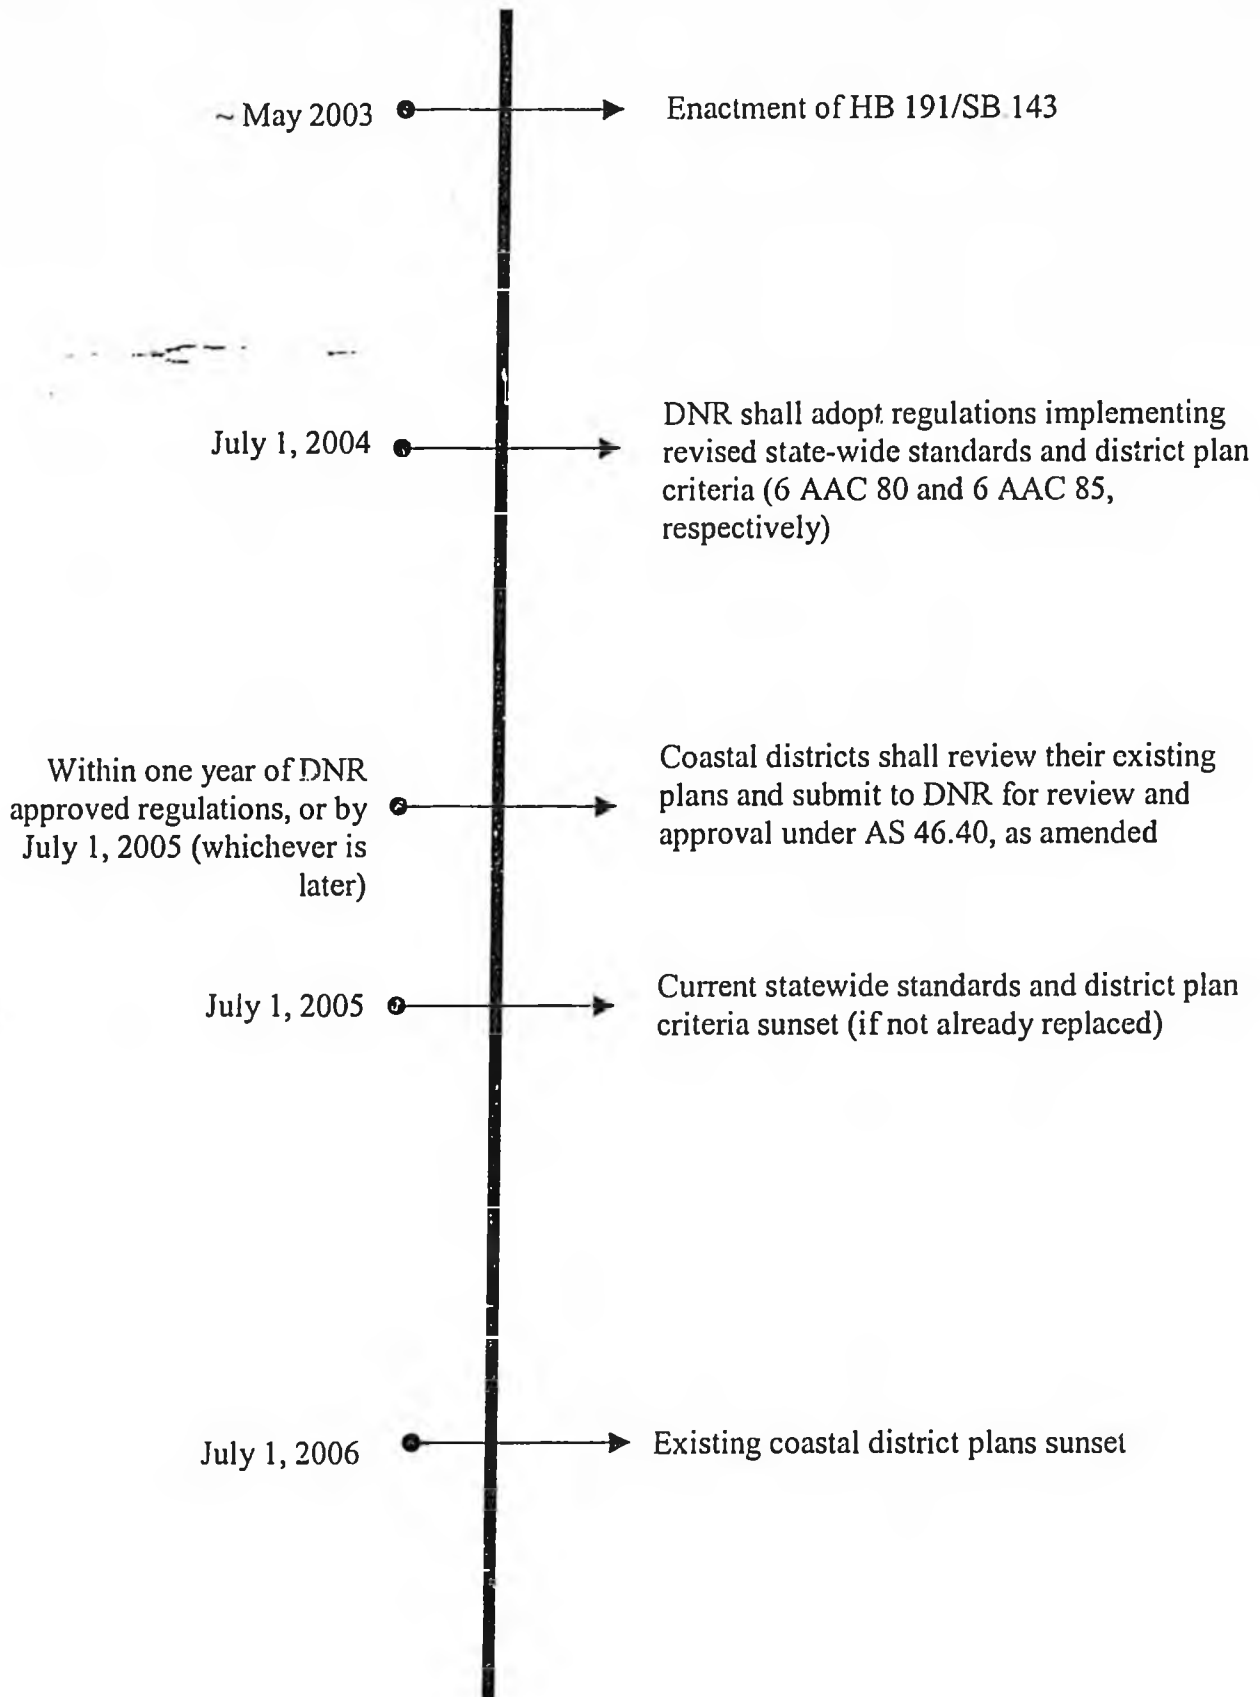 ~ May 2003
Enactment of HB 191/SB 143
July 1, 2004
DNR shall adopt regulations implementing
revised state-wide standards and district plan
criteria (6 AAC 80 and 6 AAC 85,
respectively)
Within one year of DNR
approved regulations, or by
July 1, 2005 (whichever is
later)
Coastal districts shall review their existing
plans and submit to DNR for review and
approval under AS 46.40, as amended
July 1, 2005
Current statewide standards and district plan
criteria sunset (if not already replaced)
July 1, 2006
Existing coastal district plans sunset